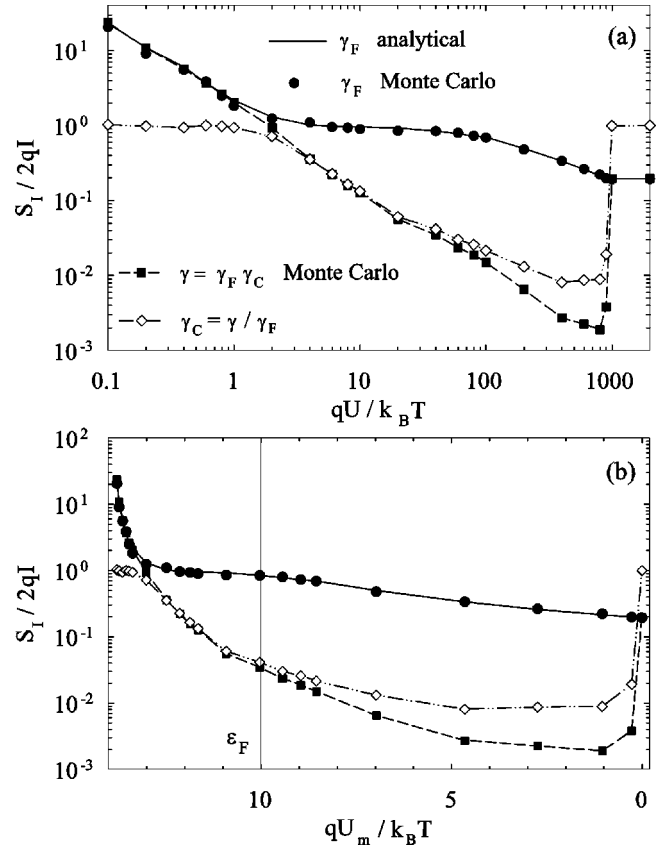 (a)
γ_F analytical
γ_F Monte Carlo
10^1
10^0
10^-1
10^-2
10^-3
S_I / 2qI
γ = γ_F γ_C Monte Carlo
γ_C = γ / γ_F
0.1 1 10 100 1000
qU / k_B T
(b)
10^2
10^1
10^0
10^-1
10^-2
10^-3
S_I / 2qI
ε_F
10 5 0
qU_m / k_B T